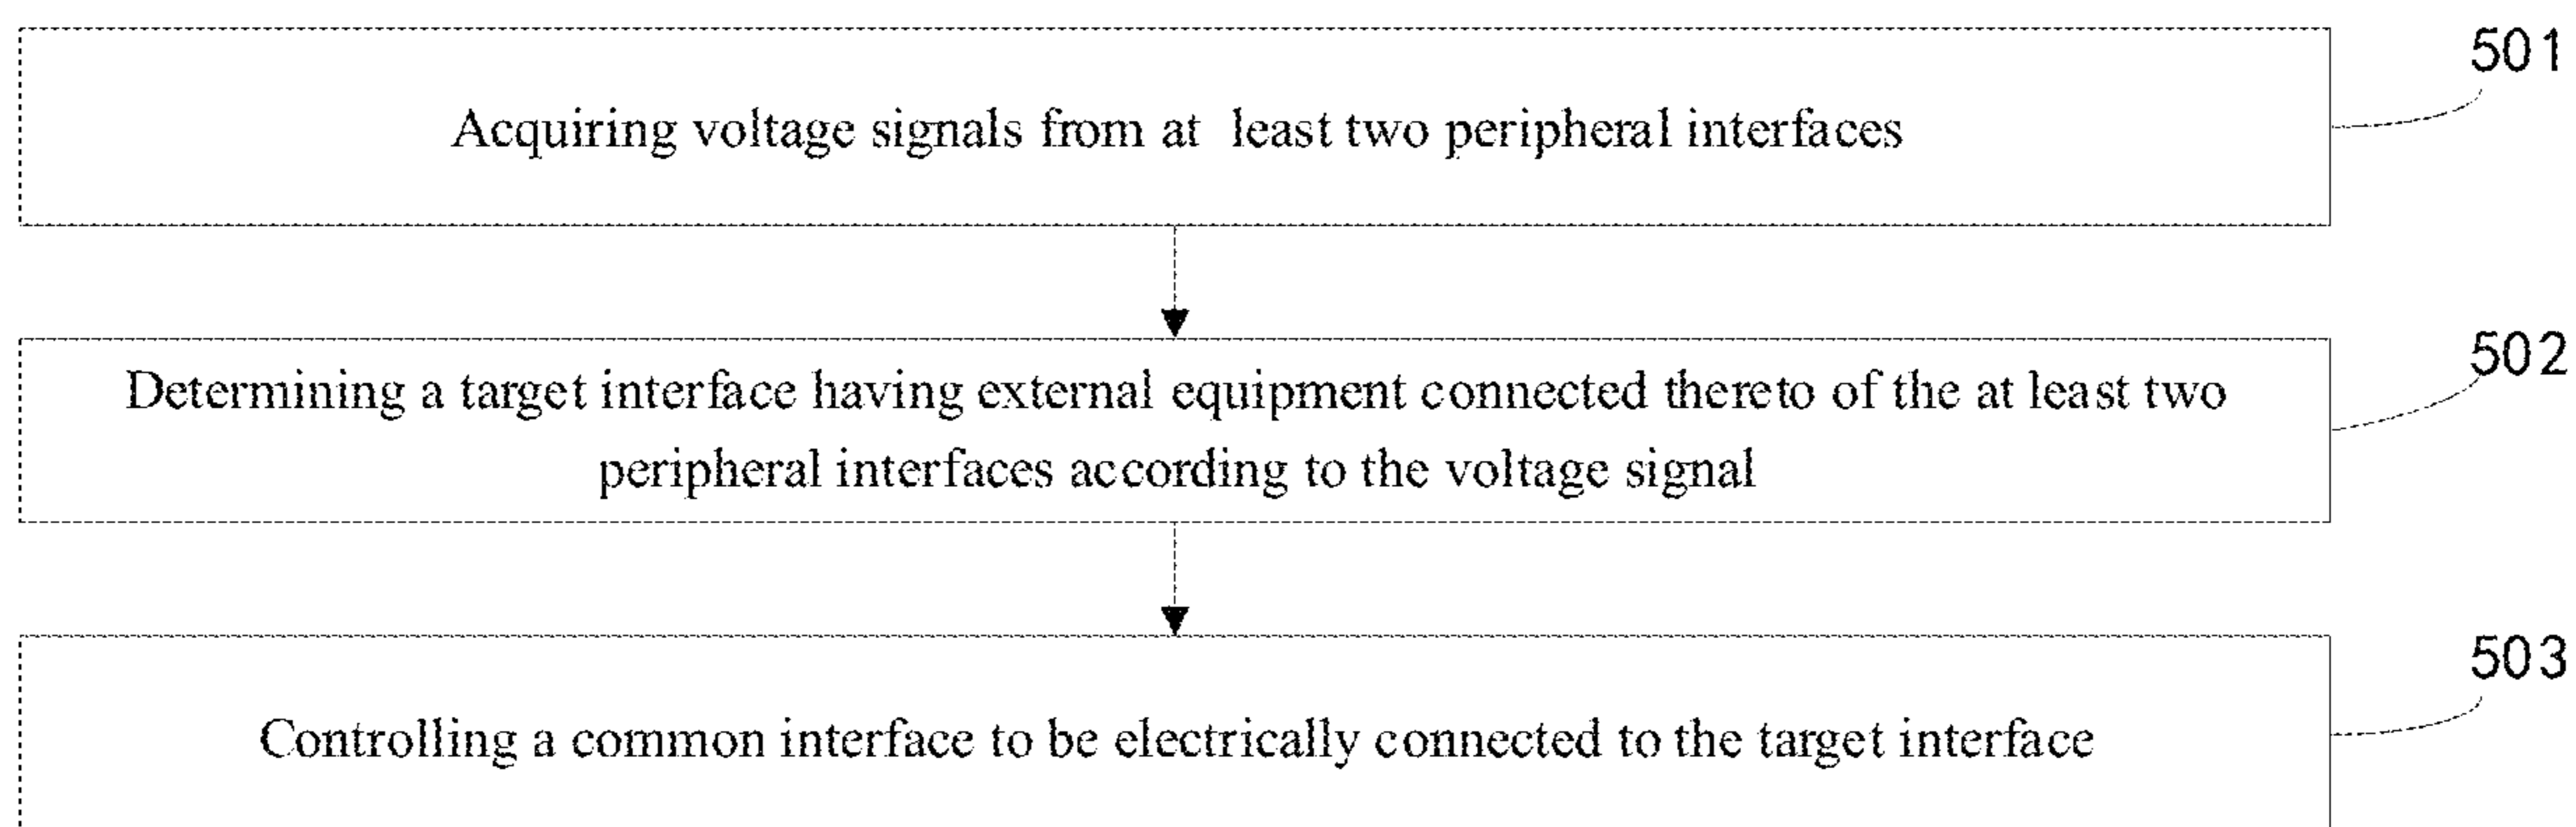 501
Acquiring voltage signals from at least two peripheral interfaces
502
Determining a target interface having external equipment connected thereto of the at least two
peripheral interfaces according to the voltage signal
503
Controlling a common interface to be electrically connected to the target interface